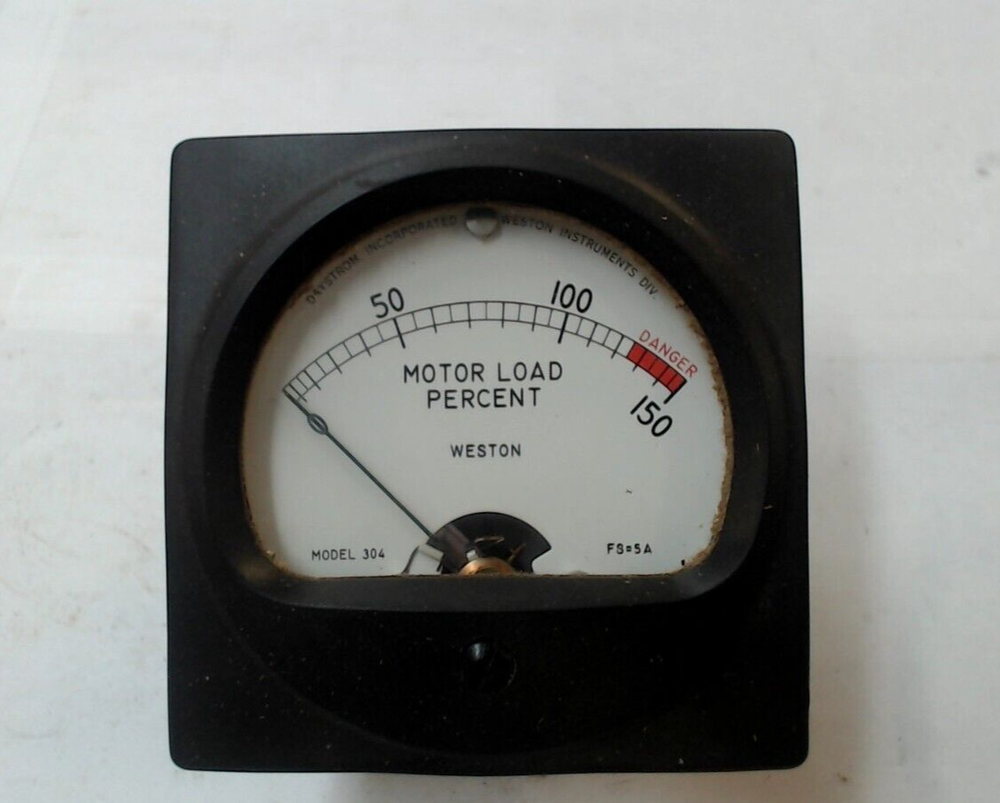 DAYSTROM INCORPORATED WESTON INSTRUMENTS DIV.
50
100
DANGER
150
MOTOR LOAD
PERCENT
WESTON
MODEL 304
FS=5A